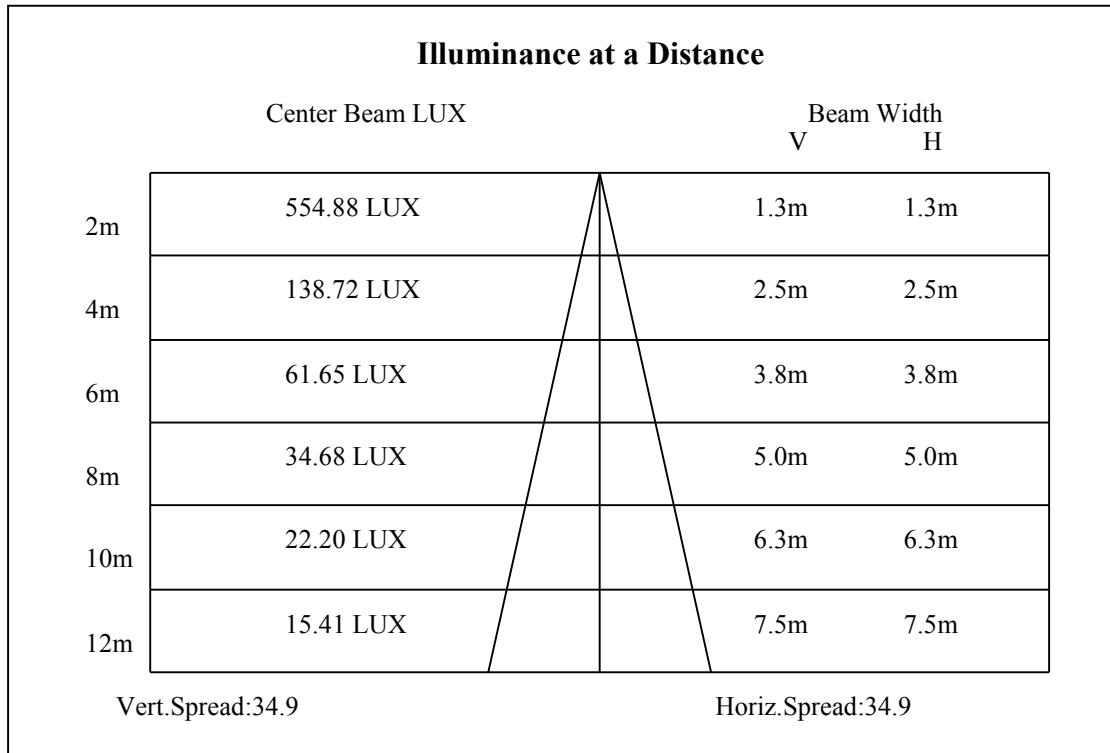 Illuminance at a Distance
Center Beam LUX Beam Width
V H
2m 554.88 LUX 1.3m 1.3m
4m 138.72 LUX 2.5m 2.5m
6m 61.65 LUX 3.8m 3.8m
8m 34.68 LUX 5.0m 5.0m
10m 22.20 LUX 6.3m 6.3m
12m 15.41 LUX 7.5m 7.5m
Vert.Spread:34.9 Horiz.Spread:34.9